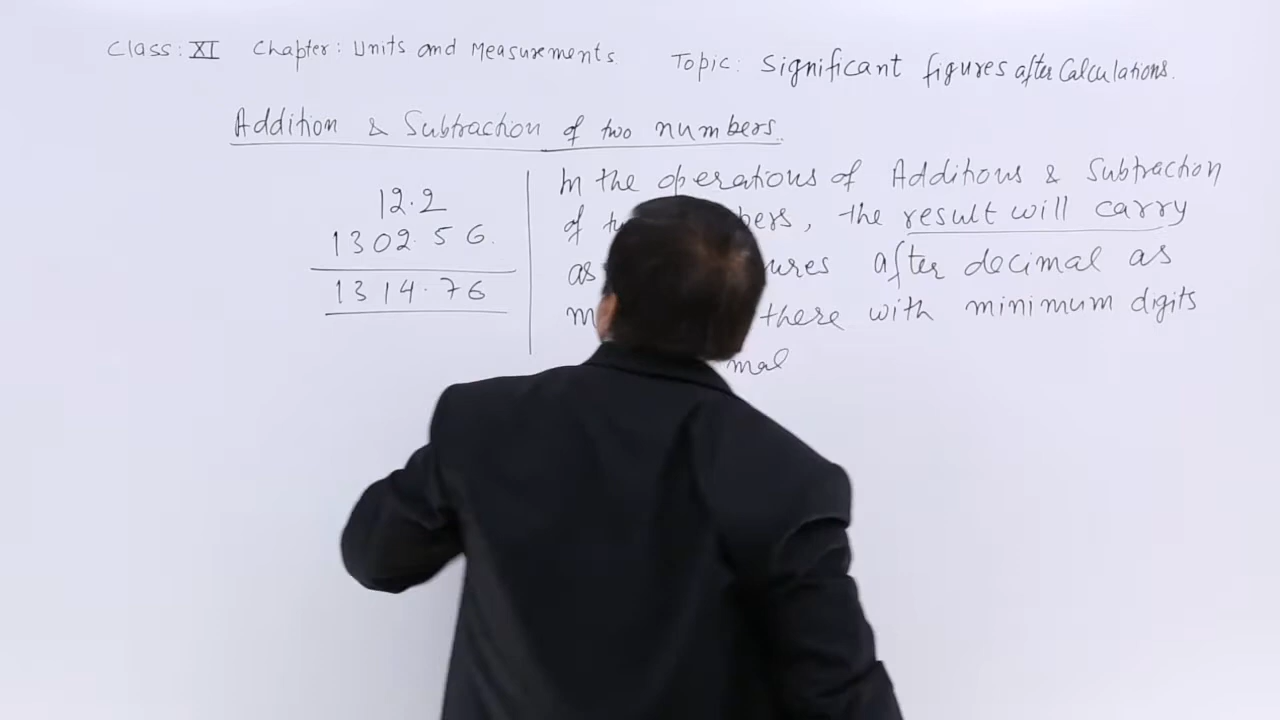 Class: XI Chapter: Units and Measurements. Topic: Significant figures after Calculations.
Addition & Subtraction of two numbers.
12.2
1302.56.
1314.76
In the operations of Additions & Subtraction
of bers, the result will carry
as ures after decimal as
there with minimum digits
mal